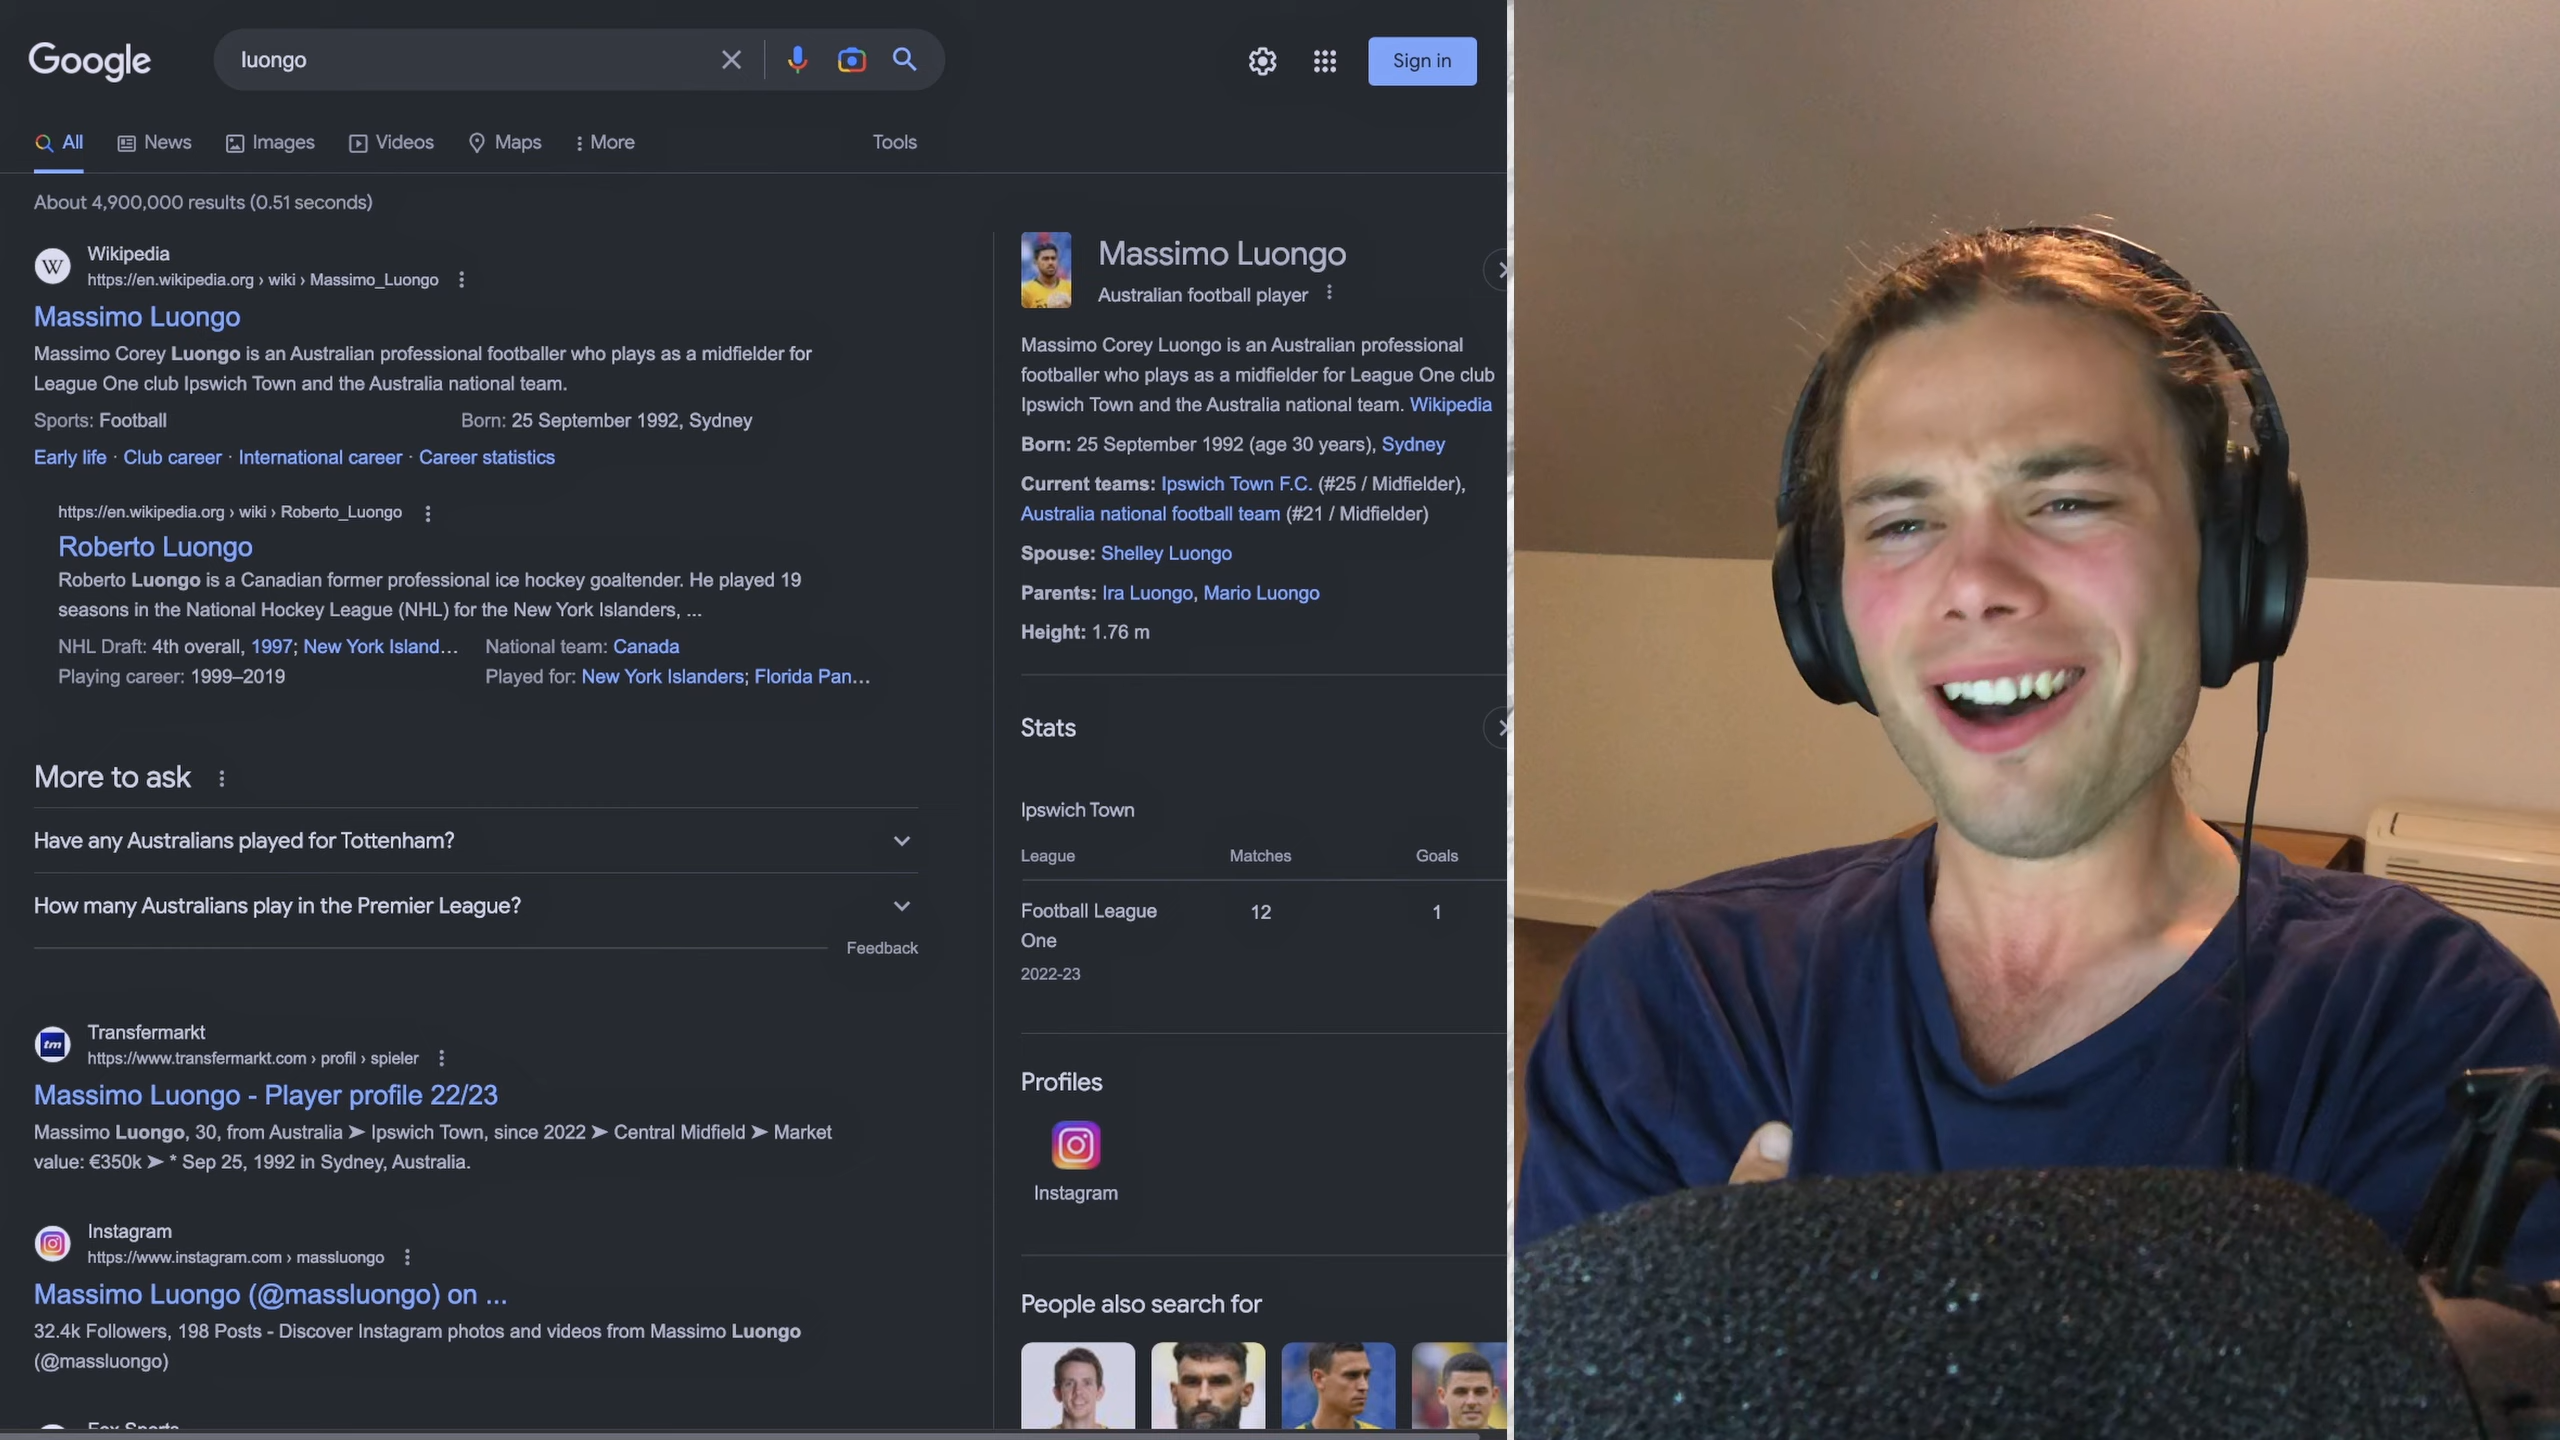 Google
luongo
Sign in
All
News
Images
Videos
Maps
More
Tools
About 4,900,000 results (0.51 seconds)
W
Wikipedia
https://en.wikipedia.org › wiki › Massimo_Luongo
Massimo Luongo
Massimo Corey Luongo is an Australian professional footballer who plays as a midfielder for
League One club Ipswich Town and the Australia national team.
Sports: Football
Born: 25 September 1992, Sydney
Early life · Club career · International career · Career statistics
https://en.wikipedia.org › wiki › Roberto_Luongo
Roberto Luongo
Roberto Luongo is a Canadian former professional ice hockey goaltender. He played 19
seasons in the National Hockey League (NHL) for the New York Islanders, ...
NHL Draft: 4th overall, 1997; New York Island...
National team: Canada
Playing career: 1999–2019
Played for: New York Islanders; Florida Pan...
More to ask
Have any Australians played for Tottenham?
How many Australians play in the Premier League?
Feedback
tm
Transfermarkt
https://www.transfermarkt.com › profil › spieler
Massimo Luongo - Player profile 22/23
Massimo Luongo, 30, from Australia ➤ Ipswich Town, since 2022 ➤ Central Midfield ➤ Market
value: €350k ➤ * Sep 25, 1992 in Sydney, Australia.
Instagram
https://www.instagram.com › massluongo
Massimo Luongo (@massluongo) on ...
32.4k Followers, 198 Posts - Discover Instagram photos and videos from Massimo Luongo
(@massluongo)
Fox Sports
Massimo Luongo
Australian football player
Massimo Corey Luongo is an Australian professional
footballer who plays as a midfielder for League One club
Ipswich Town and the Australia national team. Wikipedia
Born: 25 September 1992 (age 30 years), Sydney
Current teams: Ipswich Town F.C. (#25 / Midfielder),
Australia national football team (#21 / Midfielder)
Spouse: Shelley Luongo
Parents: Ira Luongo, Mario Luongo
Height: 1.76 m
Stats
Ipswich Town
League Matches Goals
Football League
One
12 1
2022-23
Profiles
Instagram
People also search for